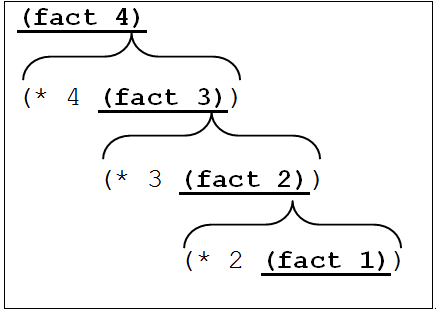 (fact 4)
(* 4 (fact 3))
(* 3 (fact 2))
(* 2 (fact 1))